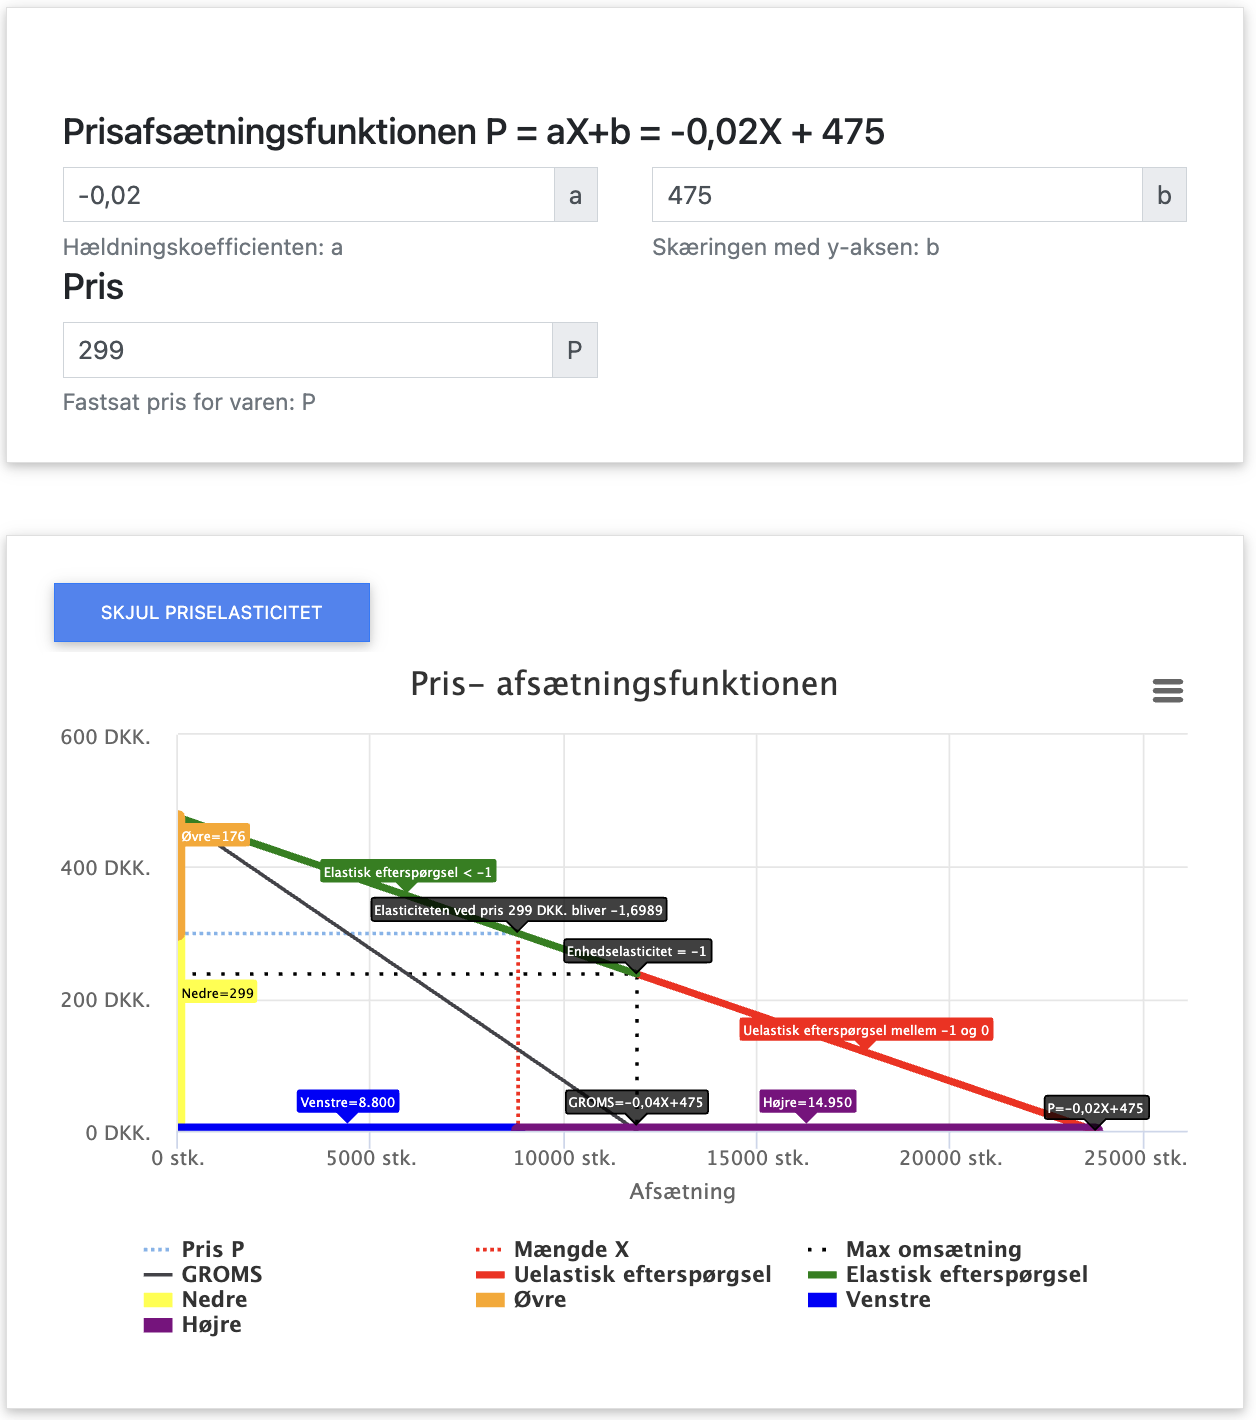 Prisafsætningsfunktionen P = aX+b = -0,02X + 475
-0,02 a 475 b
Hældningskoefficienten: a Skæringen med y-aksen: b
Pris
299 P
Fastsat pris for varen: P
SKJUL PRISELASTICITET
Pris- afsætningsfunktionen
600 DKK.
Øvre=176
400 DKK.
Elastisk efterspørgsel < -1
Elasticiteten ved pris 299 DKK. bliver -1,6989
Enhedselasticitet = -1
Nedre=299
200 DKK.
Uelastisk efterspørgsel mellem -1 og 0
Venstre=8.800
GROMS=-0,04X+475
Højre=14.950
P=-0,02X+475
0 DKK.
0 stk. 5000 stk. 10000 stk. 15000 stk. 20000 stk. 25000 stk.
Afsætning
Pris P Mængde X Max omsætning
GROMS Uelastisk efterspørgsel Elastisk efterspørgsel
Nedre Øvre Venstre
Højre